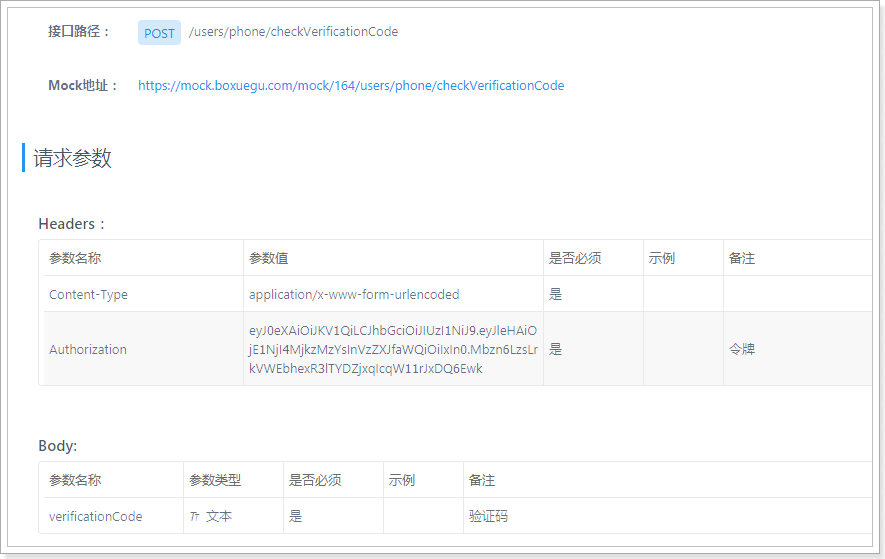 接口路径： POST /users/phone/checkVerificationCode
Mock地址： https://mock.boxuegu.com/mock/164/users/phone/checkVerificationCode
请求参数
Headers：
参数名称 参数值 是否必须 示例 备注
Content-Type application/x-www-form-urlencoded 是
eyJ0eXAiOiJKV1QiLCJhbGciOiJIUzI1NiJ9.eyJleHAiO
Authorization jE1NjI4MjkzMzYsInVzZXJfaWQiOiIxIn0.Mbzn6LzsLr 是 令牌
kVWEbhexR3lTYDZjxqIcqW11rJxDQ6Ewk
Body:
参数名称 参数类型 是否必须 示例 备注
verificationCode 文本 是 验证码